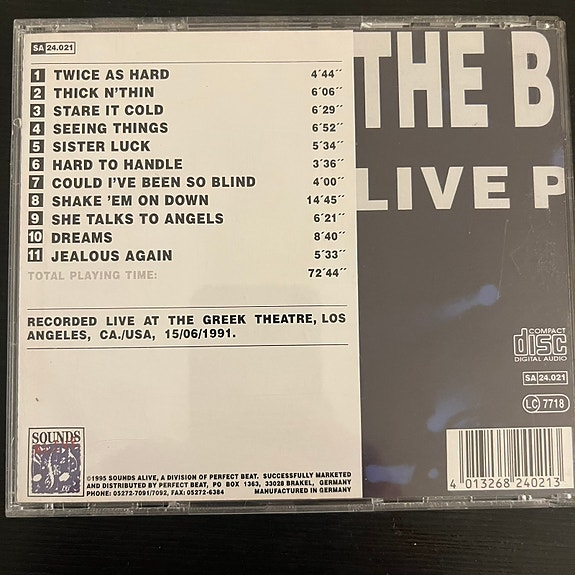 SA 24.021
1 TWICE AS HARD 4´44´´
2 THICK N'THIN 6´06´´
3 STARE IT COLD 6´29´´
4 SEEING THINGS 6´52´´
5 SISTER LUCK 5´34´´
6 HARD TO HANDLE 3´36´´
7 COULD I'VE BEEN SO BLIND 4´00´´
8 SHAKE 'EM ON DOWN 14´45´´
9 SHE TALKS TO ANGELS 6´21´´
10 DREAMS 8´40´´
11 JEALOUS AGAIN 5´33´´
TOTAL PLAYING TIME: 72´44´´
RECORDED LIVE AT THE GREEK THEATRE, LOS
ANGELES, CA./USA, 15/06/1991.
SOUNDS
©1995 SOUNDS ALIVE, A DIVISION OF PERFECT BEAT. SUCCESSFULLY MARKETED
AND DISTRIBUTED BY PERFECT BEAT, PO BOX 1363, 33028 BRAKEL, GERMANY
PHONE: 05272-7091/7092, FAX: 05272-6384 MANUFACTURED IN GERMANY
THE B
LIVE P
COMPACT
disc
DIGITAL AUDIO
SA 24.021
LC 7718
4 013268 240213